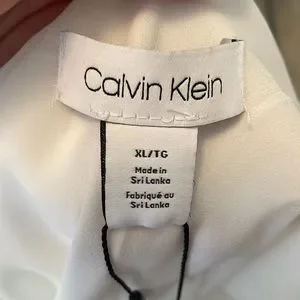 Calvin Klein
XL/TG
Made in
Sri Lanka
Fabriqué au
Sri Lanka